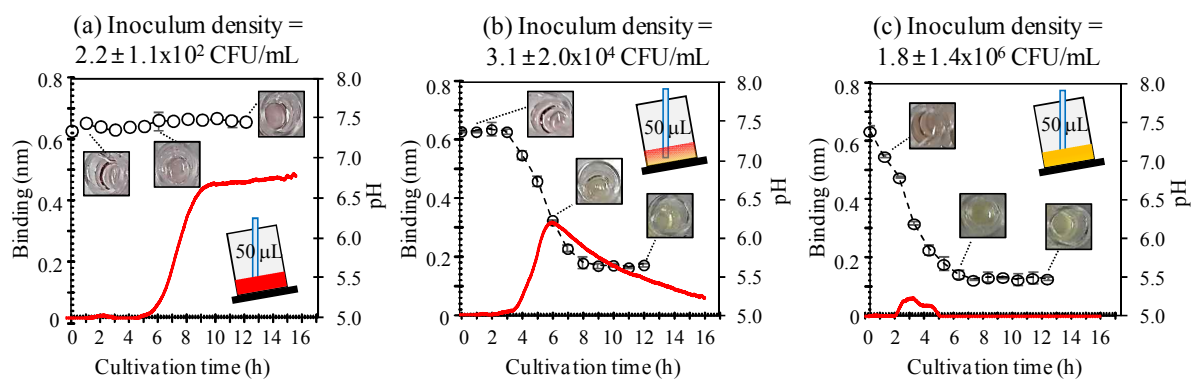 (a) Inoculum density =
2.2±1.1x10² CFU/mL
(b) Inoculum density =
3.1±2.0x10⁴ CFU/mL
(c) Inoculum density =
1.8±1.4x10⁶ CFU/mL
Binding (nm)
0.8
0.6
0.4
0.2
0
8.0
7.5
7.0
6.5
6.0
5.5
5.0
pH
50 µL
0 2 4 6 8 10 12 14 16
Cultivation time (h)
Binding (nm)
0.8
0.6
0.4
0.2
0
8.0
7.5
7.0
6.5
6.0
5.5
5.0
pH
50 µL
0 2 4 6 8 10 12 14 16
Cultivation time (h)
Binding (nm)
0.8
0.6
0.4
0.2
0
8.0
7.5
7.0
6.5
6.0
5.5
5.0
pH
50 µL
0 2 4 6 8 10 12 14 16
Cultivation time (h)